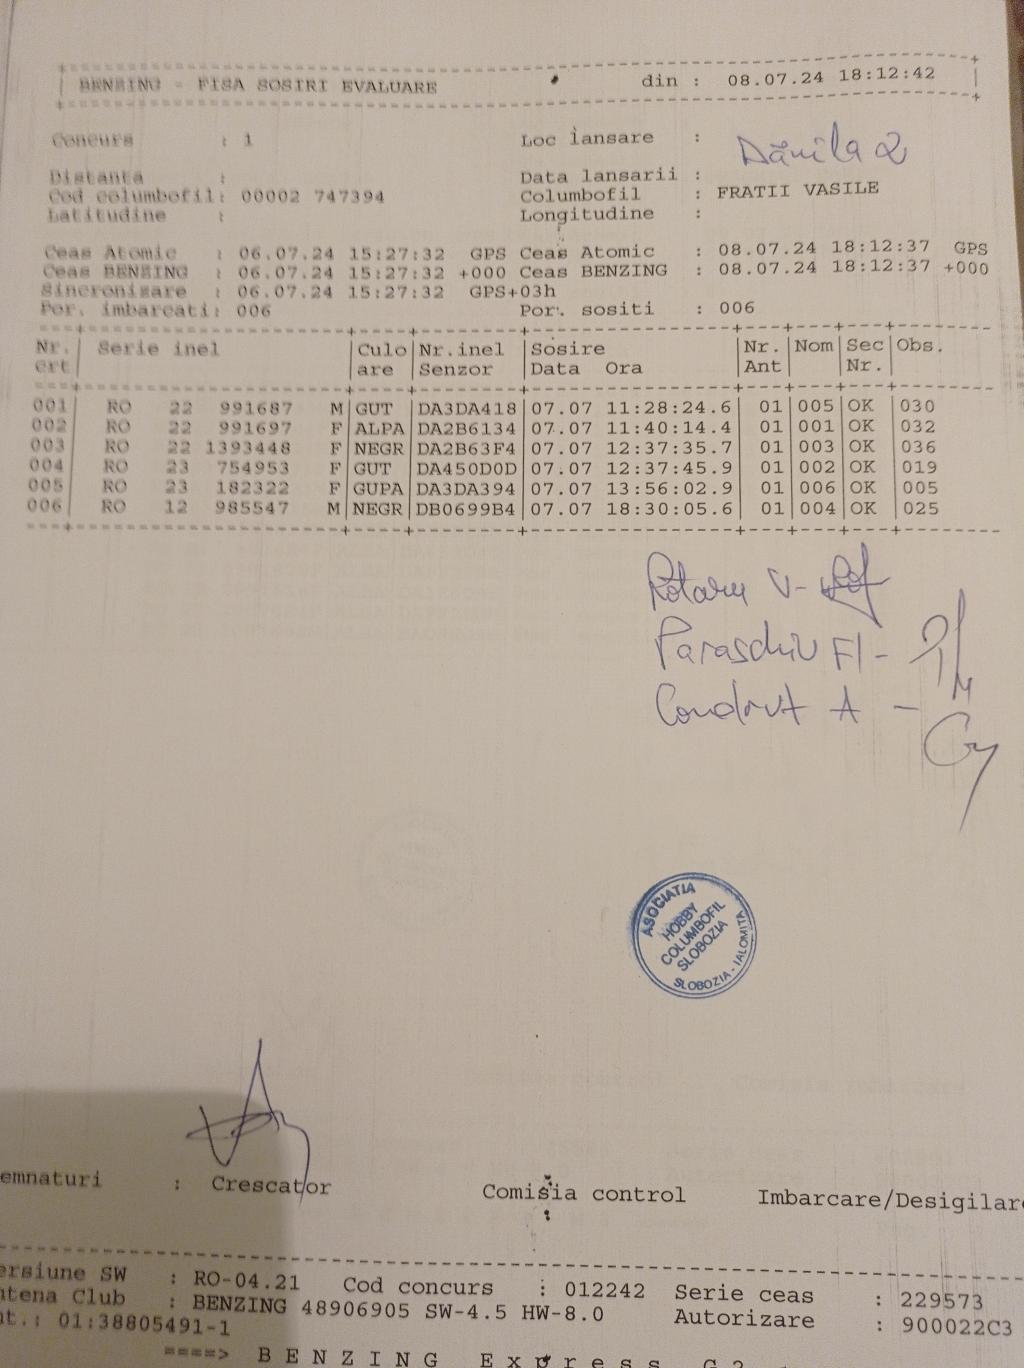 BENZING - FISA SOSIRI EVALUARE din : 08.07.24 18:12:42
Concurs : 1 Loc lansare : Dănila 2
Distanta : Data lansarii :
Cod columbofil: 00002 747394 Columbofil : FRATII VASILE
Latitudine : Longitudine :
Ceas Atomic : 06.07.24 15:27:32 GPS Ceas Atomic : 08.07.24 18:12:37 GPS
Ceas BENZING : 06.07.24 15:27:32 +000 Ceas BENZING : 08.07.24 18:12:37 +000
Sincronizare : 06.07.24 15:27:32 GPS+03h
Por. imbarcati: 006 Por. sositi : 006
Nr. Serie inel Culo Nr.inel Sosire Nr. Nom Sec Obs.
crt are Senzor Data Ora Ant Nr.
001 RO 22 991687 M GUT DA3DA418 07.07 11:28:24.6 01 005 OK 030
002 RO 22 991697 F ALPA DA2B6134 07.07 11:40:14.4 01 001 OK 032
003 RO 22 1393448 F NEGR DA2B63F4 07.07 12:37:35.7 01 003 OK 036
004 RO 23 754953 F GUT DA450D0D 07.07 12:37:45.9 01 002 OK 019
005 RO 23 182322 F GUPA DA3DA394 07.07 13:56:02.9 01 006 OK 005
006 RO 12 985547 M NEGR DB0699B4 07.07 18:30:05.6 01 004 OK 025
Rotaru V-
Paraschiv Fl -
Condrut A -
ASOCIATIA
HOBBY
COLUMBOFIL
SLOBOZIA
SLOBOZIA - IALOMITA
emnaturi : Crescator Comisia control Imbarcare/Desigilare
ersiune SW : RO-04.21 Cod concurs : 012242 Serie ceas : 229573
ntena Club : BENZING 48906905 SW-4.5 HW-8.0 Autorizare : 900022C3
nt.: 01:38805491-1
====> B E N Z I N G E x p r e s s G 2